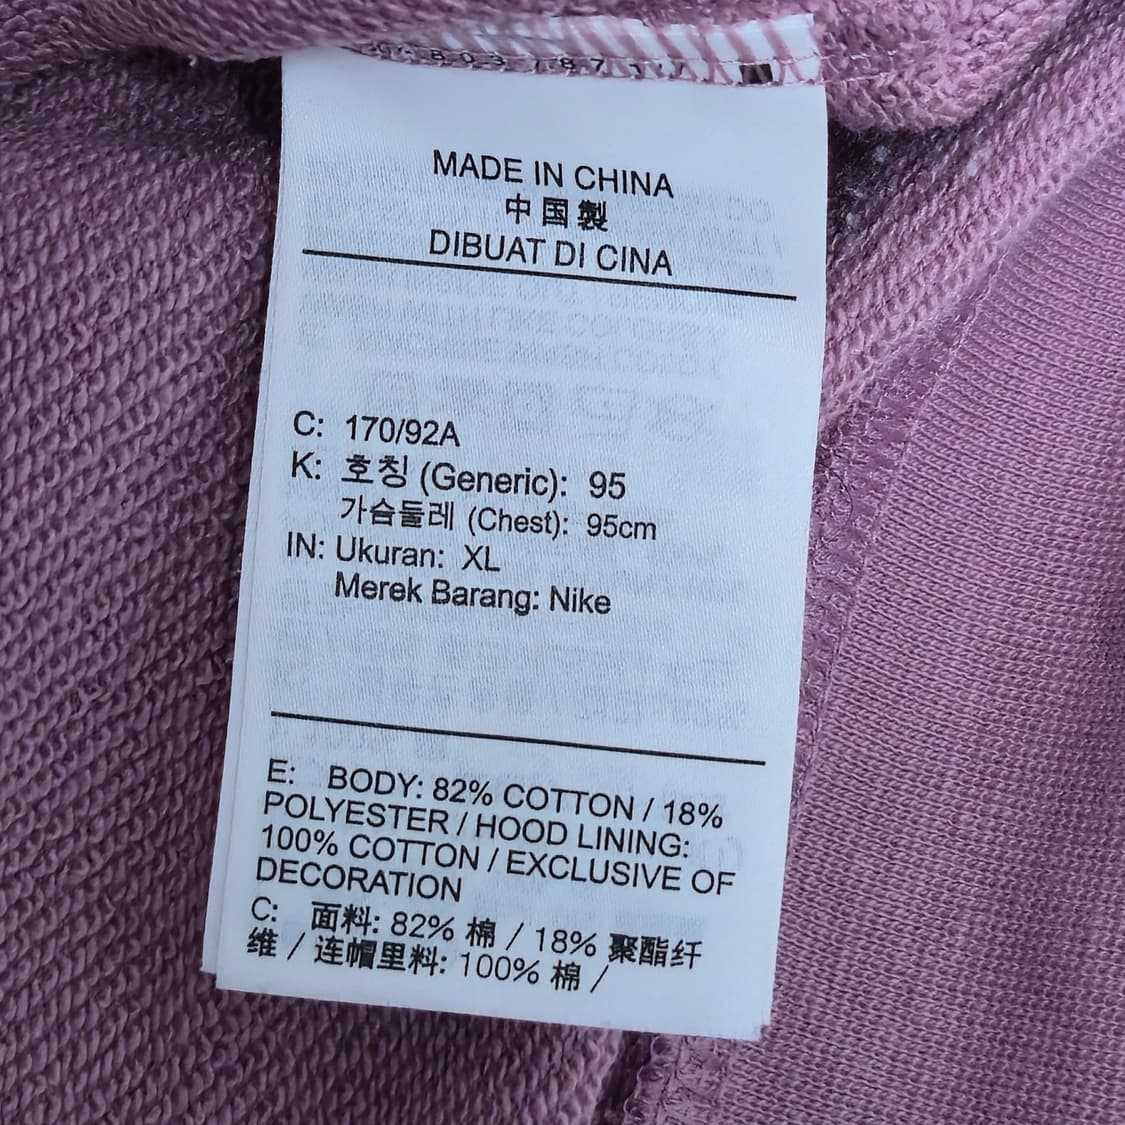 MADE IN CHINA
中国製
DIBUAT DI CINA
C: 170/92A
K: 호칭 (Generic): 95
가슴둘레 (Chest): 95cm
IN: Ukuran: XL
Merek Barang: Nike
E: BODY: 82% COTTON / 18%
POLYESTER / HOOD LINING:
100% COTTON / EXCLUSIVE OF
DECORATION
C: 面料: 82% 棉 / 18% 聚酯纤
维 / 连帽里料: 100% 棉 /